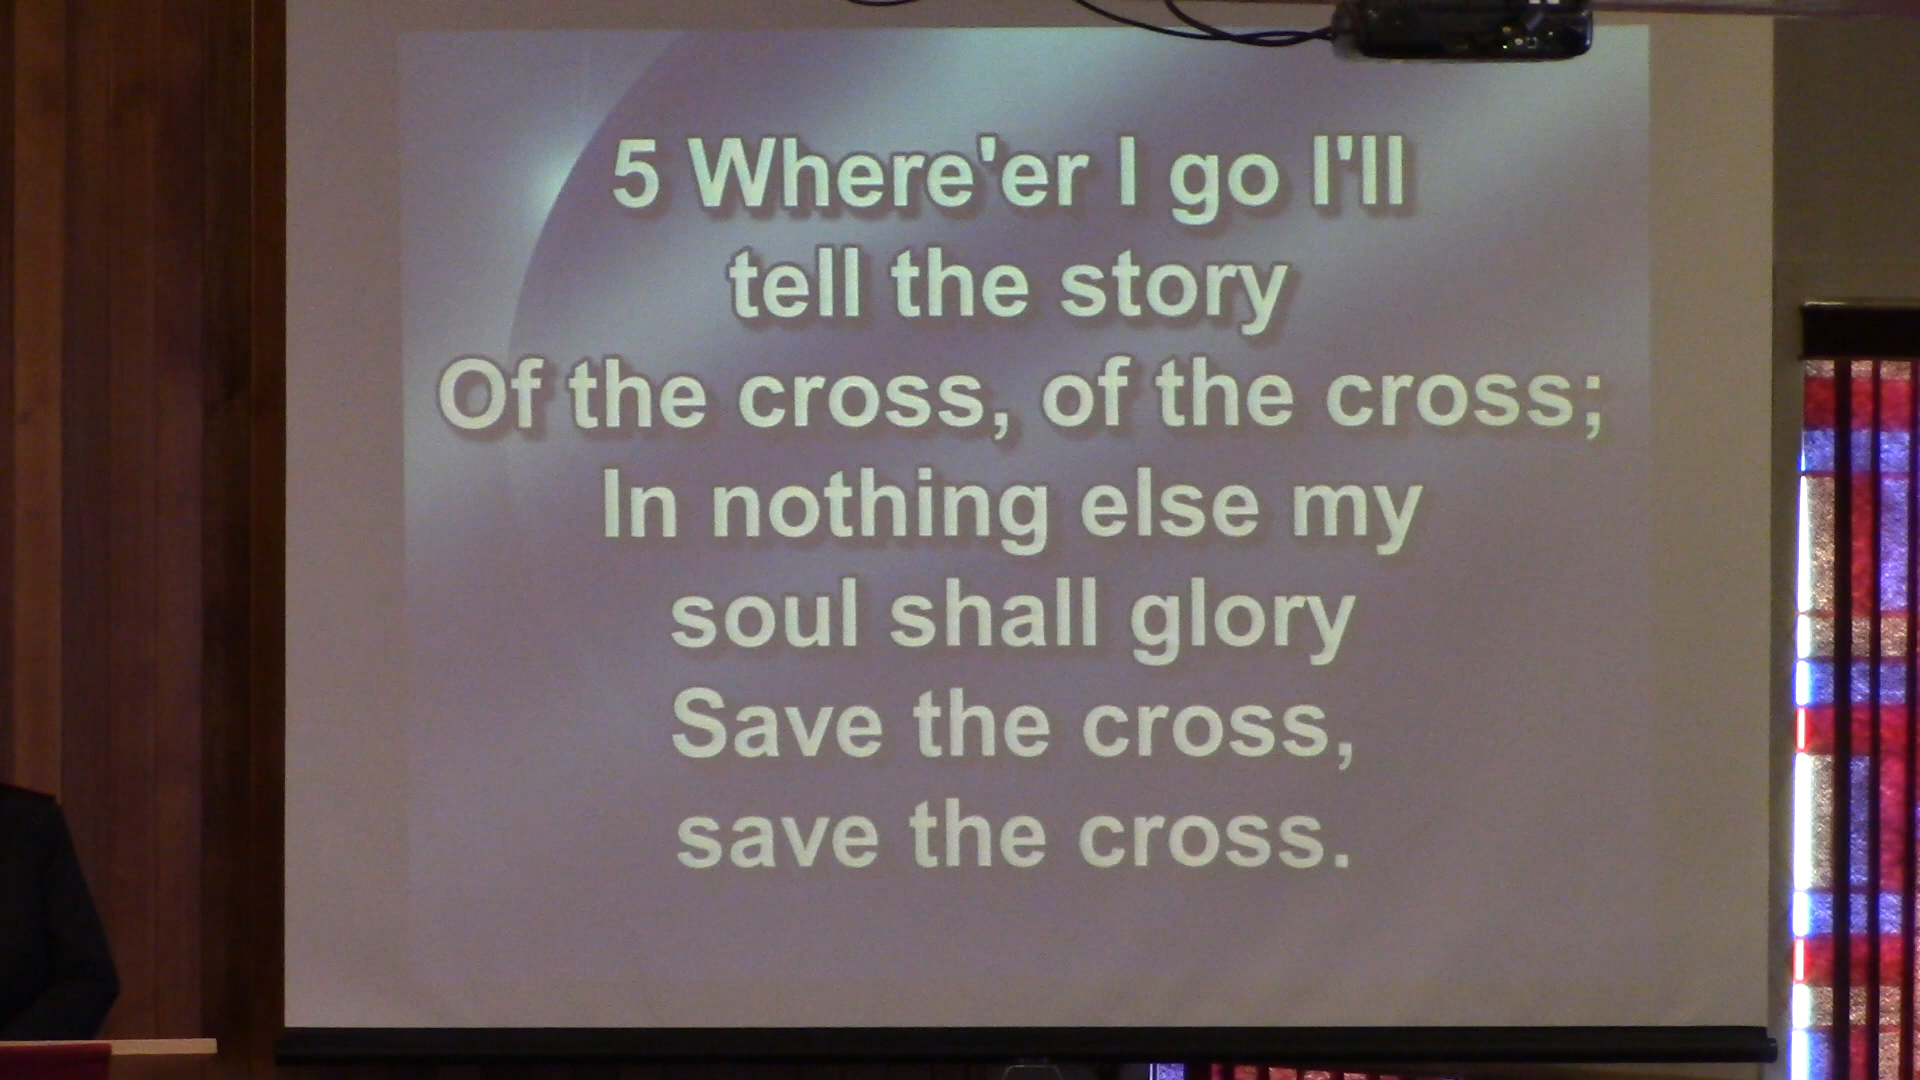 5 Where'er I go I'll
tell the story
Of the cross, of the cross;
In nothing else my
soul shall glory
Save the cross,
save the cross.